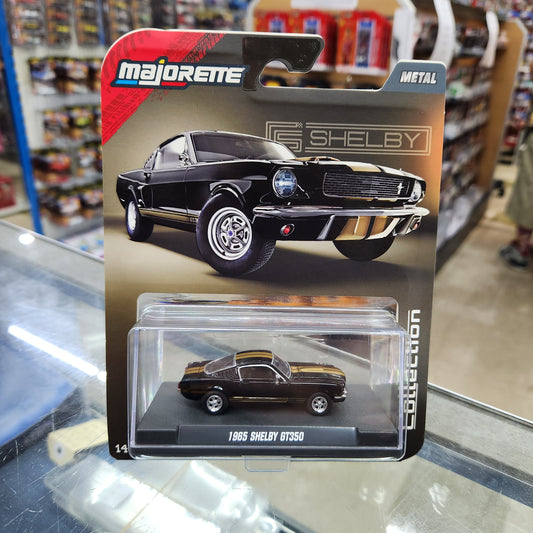 majorette
METAL
SHELBY
COLLECTION
1965 SHELBY GT350
14